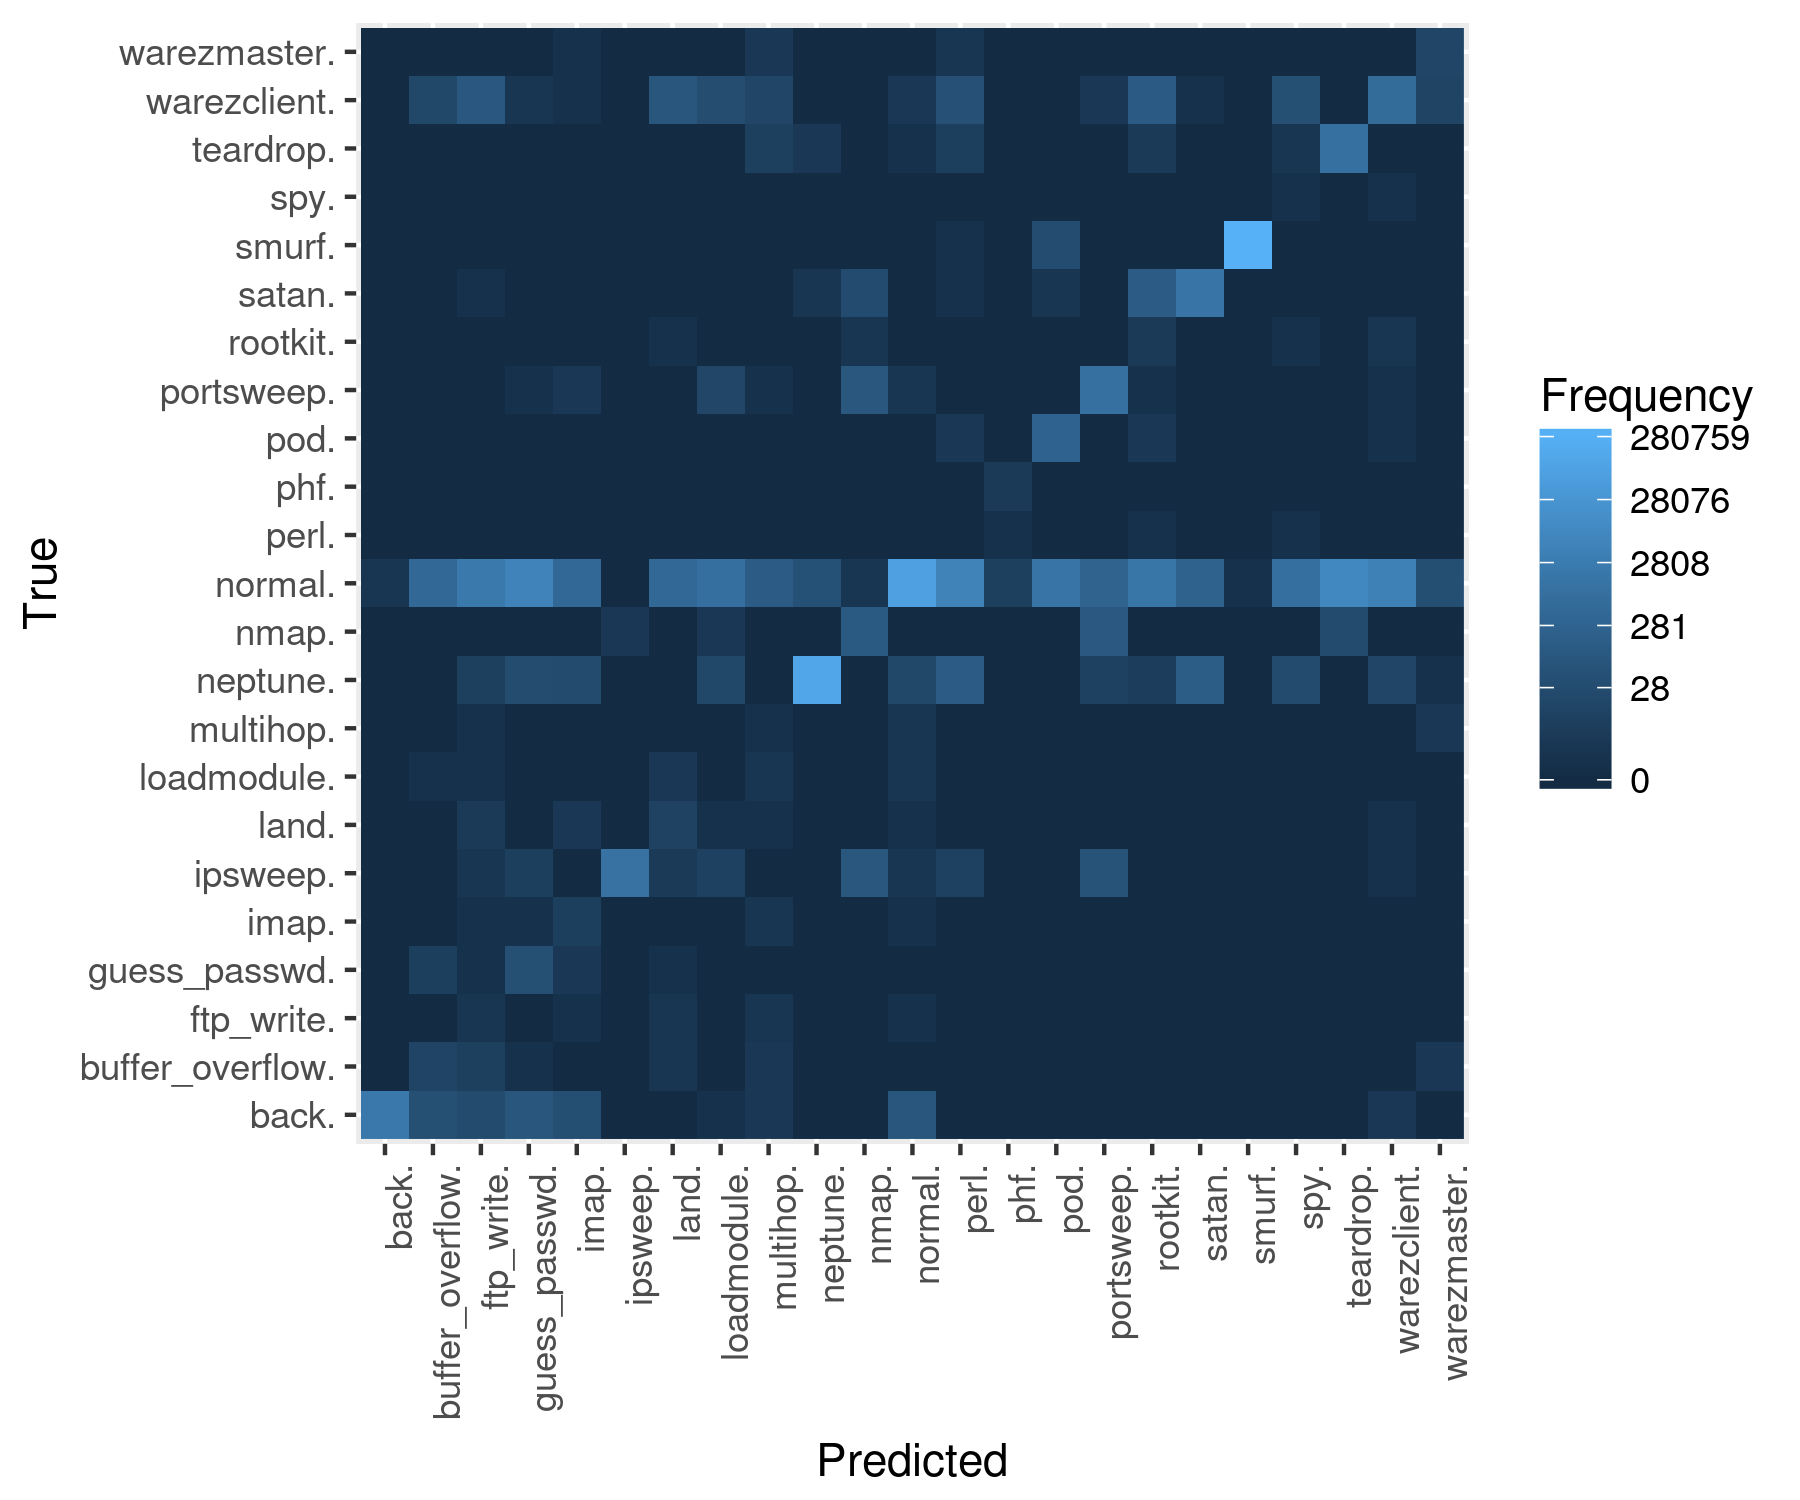 warezmaster.
warezclient.
teardrop.
spy.
smurf.
satan.
rootkit.
portsweep.
pod.
phf.
perl.
normal.
nmap.
neptune.
multihop.
loadmodule.
land.
ipsweep.
imap.
guess_passwd.
ftp_write.
buffer_overflow.
back.
True
back.
buffer_overflow.
ftp_write.
guess_passwd.
imap.
ipsweep.
land.
loadmodule.
multihop.
neptune.
nmap.
normal.
perl.
phf.
pod.
portsweep.
rootkit.
satan.
smurf.
spy.
teardrop.
warezclient.
warezmaster.
Predicted
Frequency
280759
28076
2808
281
28
0